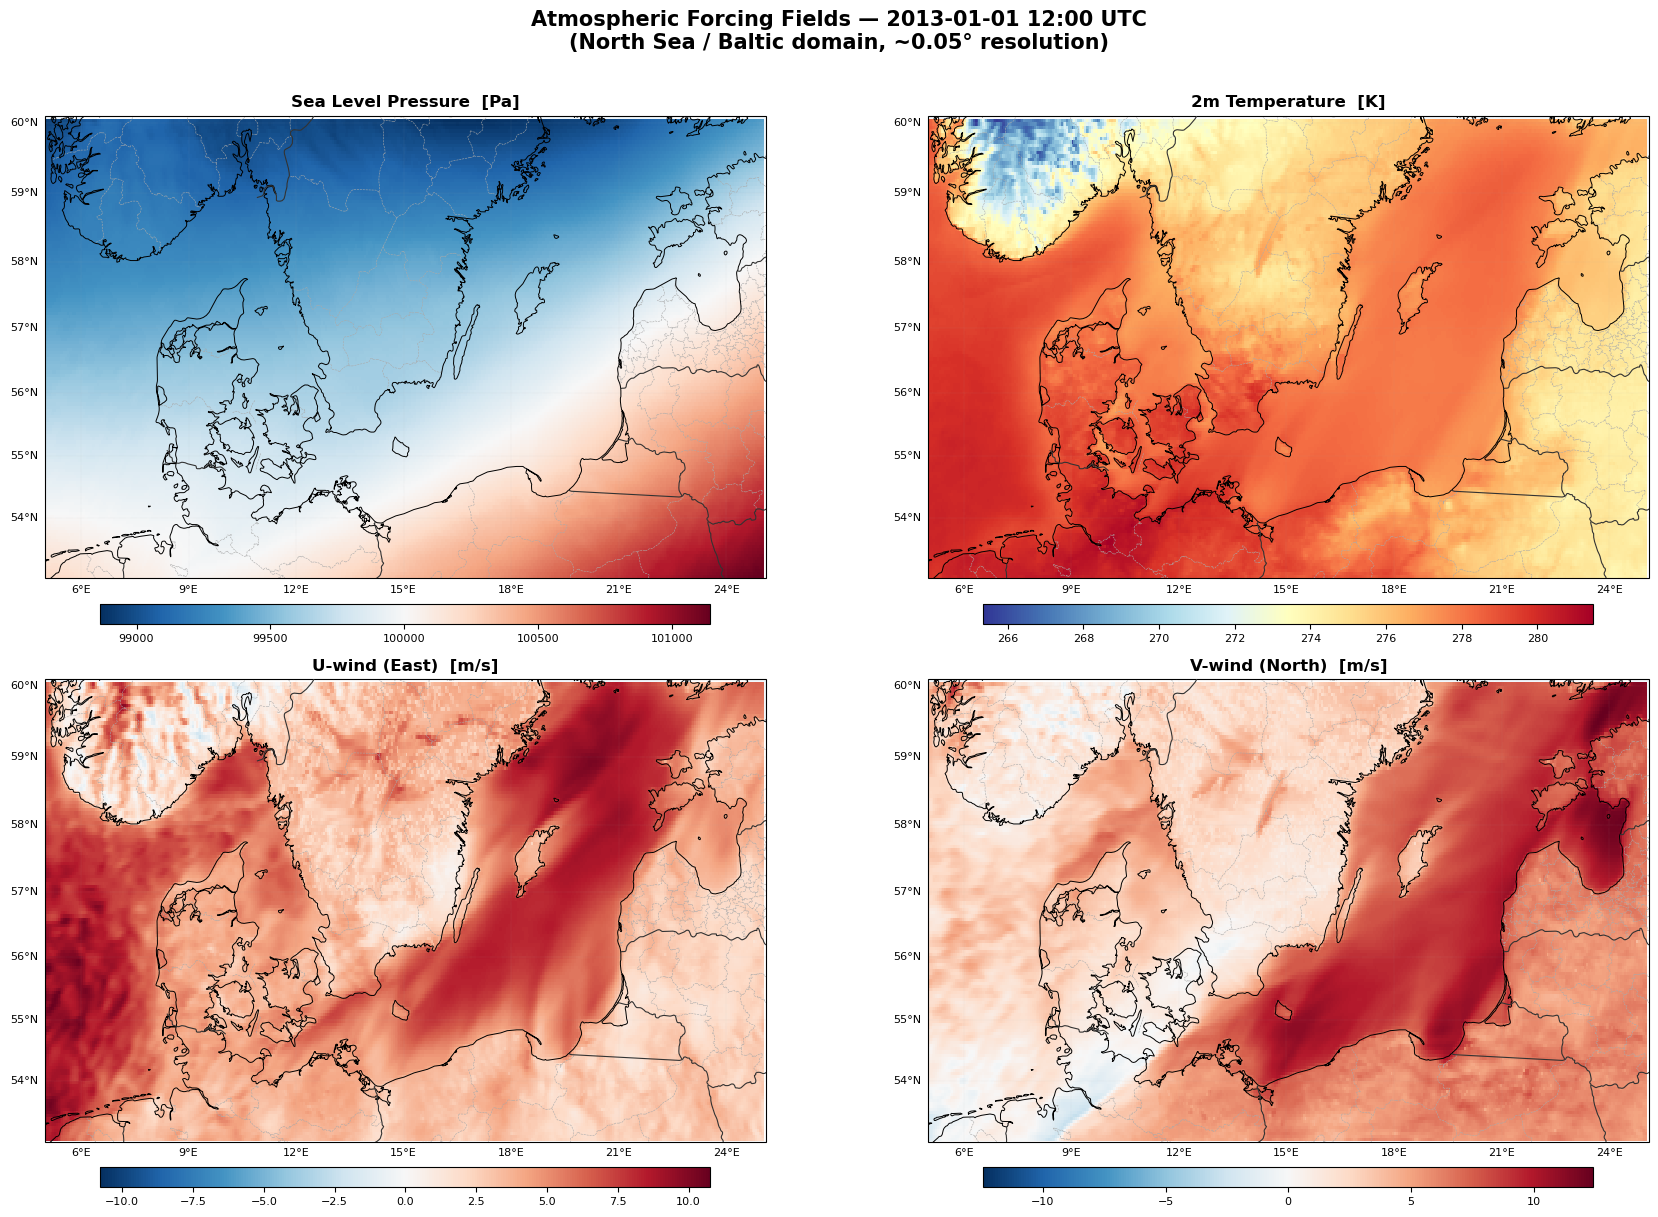 Atmospheric Forcing Fields — 2013-01-01 12:00 UTC
(North Sea / Baltic domain, ~0.05° resolution)
Sea Level Pressure  [Pa]
60°N
59°N
58°N
57°N
56°N
55°N
54°N
6°E 9°E 12°E 15°E 18°E 21°E 24°E
99000 99500 100000 100500 101000
2m Temperature  [K]
60°N
59°N
58°N
57°N
56°N
55°N
54°N
6°E 9°E 12°E 15°E 18°E 21°E 24°E
266 268 270 272 274 276 278 280
U-wind (East)  [m/s]
60°N
59°N
58°N
57°N
56°N
55°N
54°N
6°E 9°E 12°E 15°E 18°E 21°E 24°E
−10.0 −7.5 −5.0 −2.5 0.0 2.5 5.0 7.5 10.0
V-wind (North)  [m/s]
60°N
59°N
58°N
57°N
56°N
55°N
54°N
6°E 9°E 12°E 15°E 18°E 21°E 24°E
−10 −5 0 5 10